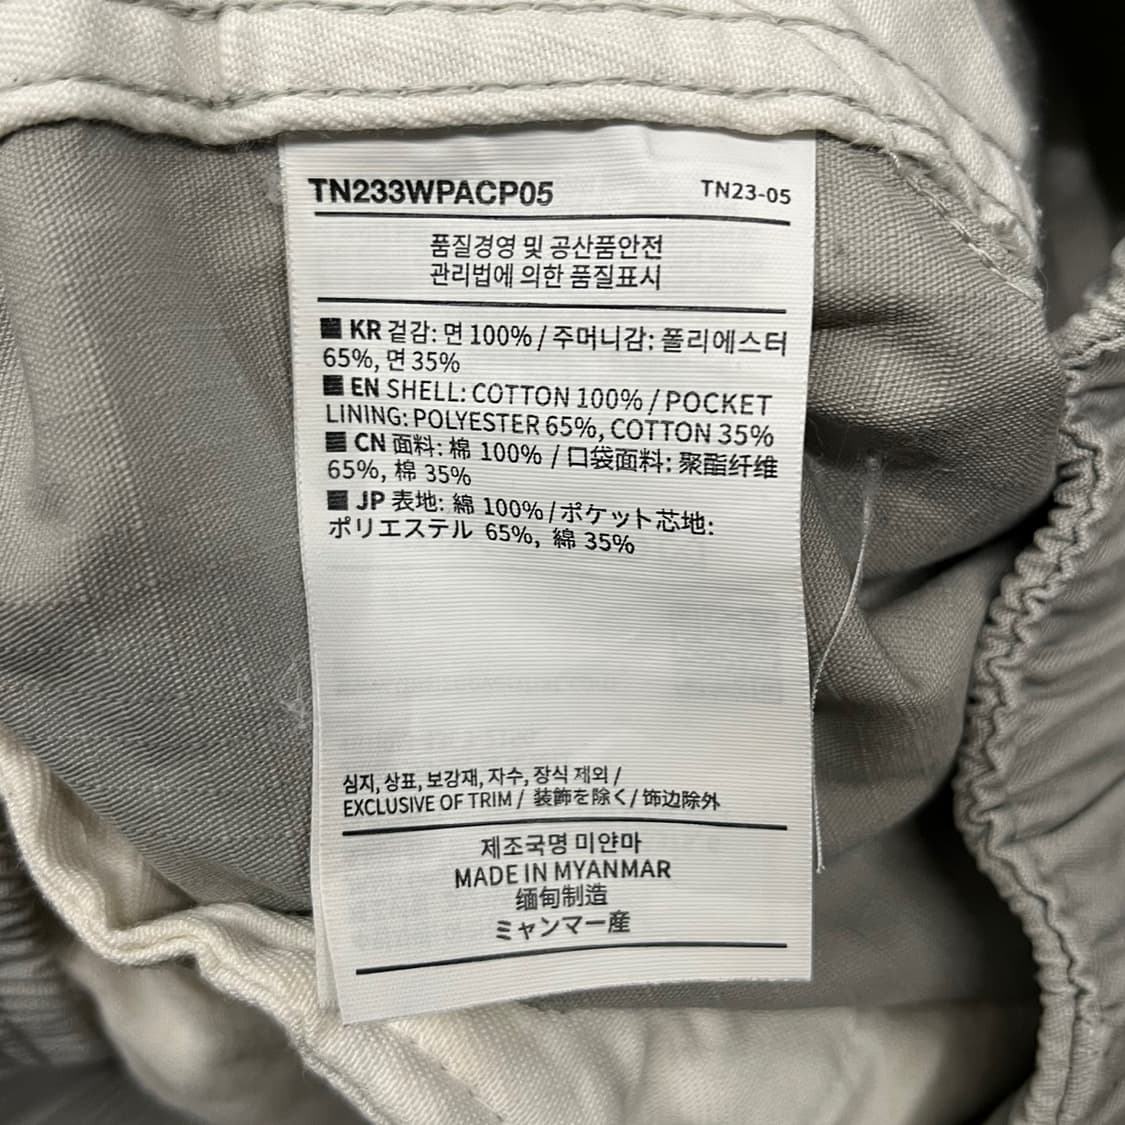 TN233WPACP05
TN23-05
품질경영 및 공산품안전
관리법에 의한 품질표시
KR 겉감: 면 100% / 주머니감: 폴리에스터
65%, 면 35%
EN SHELL: COTTON 100% / POCKET
LINING: POLYESTER 65%, COTTON 35%
CN 面料: 棉 100% / 口袋面料: 聚酯纤维
65%, 棉 35%
JP 表地: 綿 100% / ポケット芯地:
ポリエステル 65%, 綿 35%
심지, 상표, 보강재, 자수, 장식 제외 /
EXCLUSIVE OF TRIM / 装飾を除く / 饰边除外
제조국명 미얀마
MADE IN MYANMAR
缅甸制造
ミャンマー産